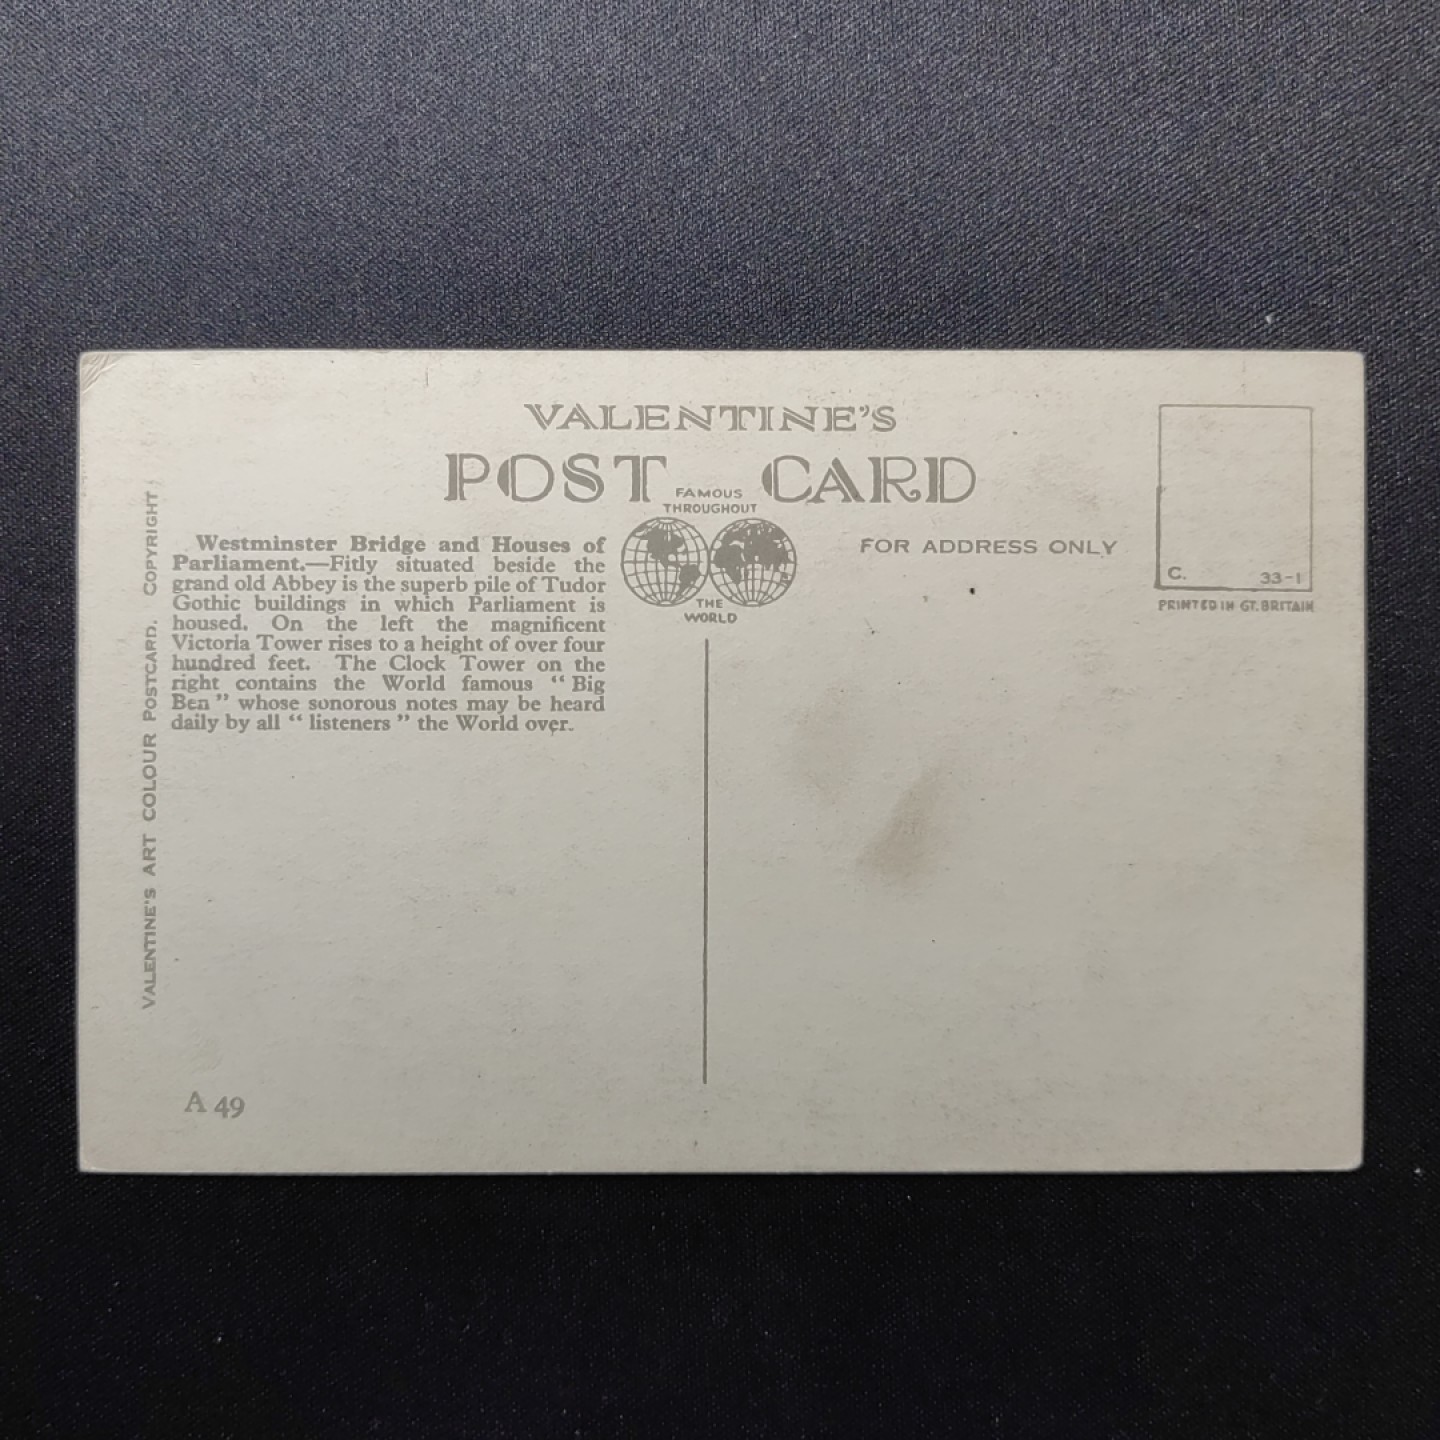 VALENTINE'S
POST CARD
FAMOUS
THROUGHOUT
THE
WORLD
FOR ADDRESS ONLY
C. 33-1
PRINTED IN GT. BRITAIN
Westminster Bridge and Houses of
Parliament.—Fitly situated beside the
grand old Abbey is the superb pile of Tudor
Gothic buildings in which Parliament is
housed. On the left the magnificent
Victoria Tower rises to a height of over four
hundred feet. The Clock Tower on the
right contains the World famous “ Big
Ben ” whose sonorous notes may be heard
daily by all “ listeners ” the World over.
VALENTINE'S ART COLOUR POSTCARD. COPYRIGHT
A 49